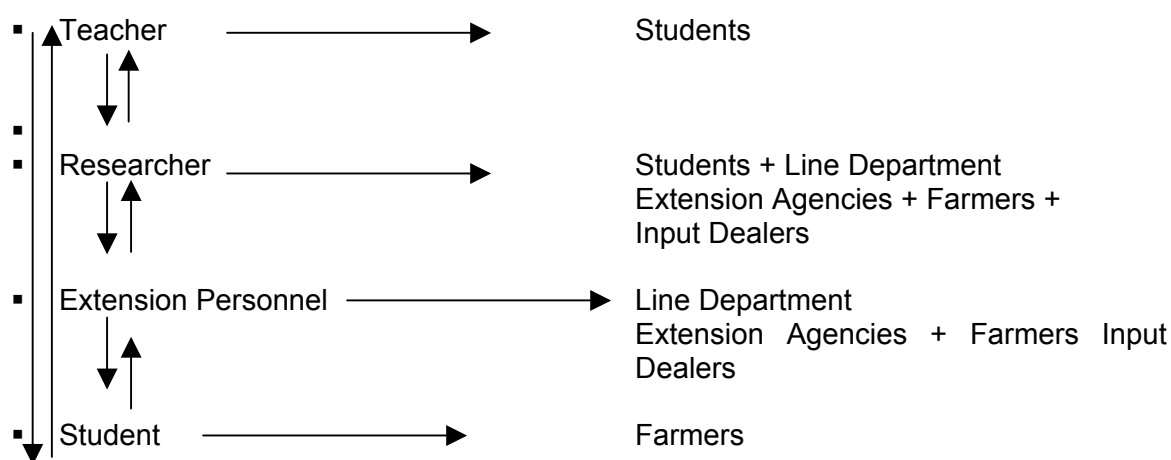 ▪ Teacher Students
▪
▪ Researcher Students + Line Department
Extension Agencies + Farmers +
Input Dealers
▪ Extension Personnel Line Department
Extension Agencies + Farmers Input
Dealers
▪ Student Farmers